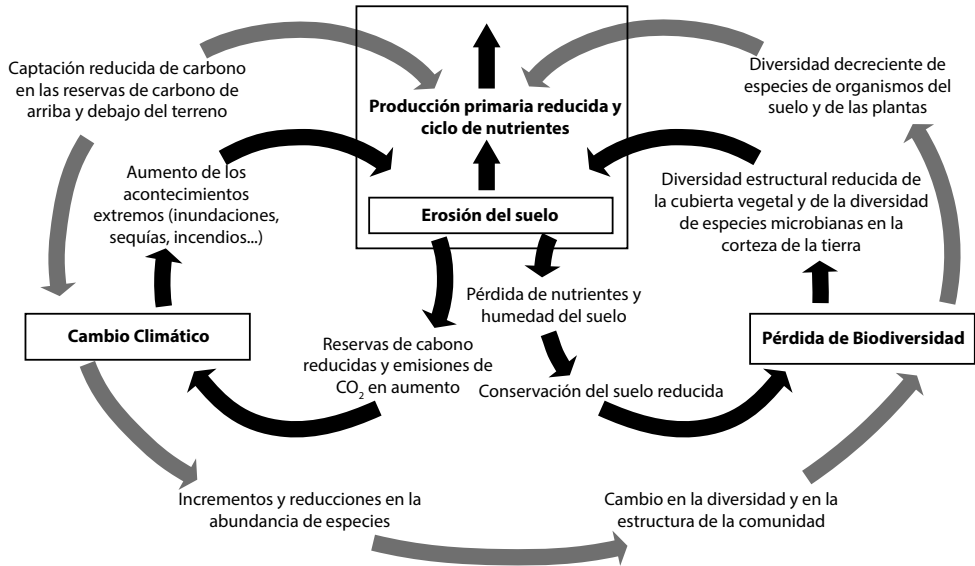 Captación reducida de carbono
en las reservas de carbono de
arriba y debajo del terreno
Producción primaria reducida y
ciclo de nutrientes
Diversidad decreciente de
especies de organismos del
suelo y de las plantas
Aumento de los
acontecimientos
extremos (inundaciones,
sequías, incendios...)
Erosión del suelo
Diversidad estructural reducida de
la cubierta vegetal y de la diversidad
de especies microbianas en la
corteza de la tierra
Cambio Climático
Pérdida de nutrientes y
humedad del suelo
Pérdida de Biodiversidad
Reservas de cabono
reducidas y emisiones de
CO₂ en aumento
Conservación del suelo reducida
Incrementos y reducciones en la
abundancia de especies
Cambio en la diversidad y en la
estructura de la comunidad